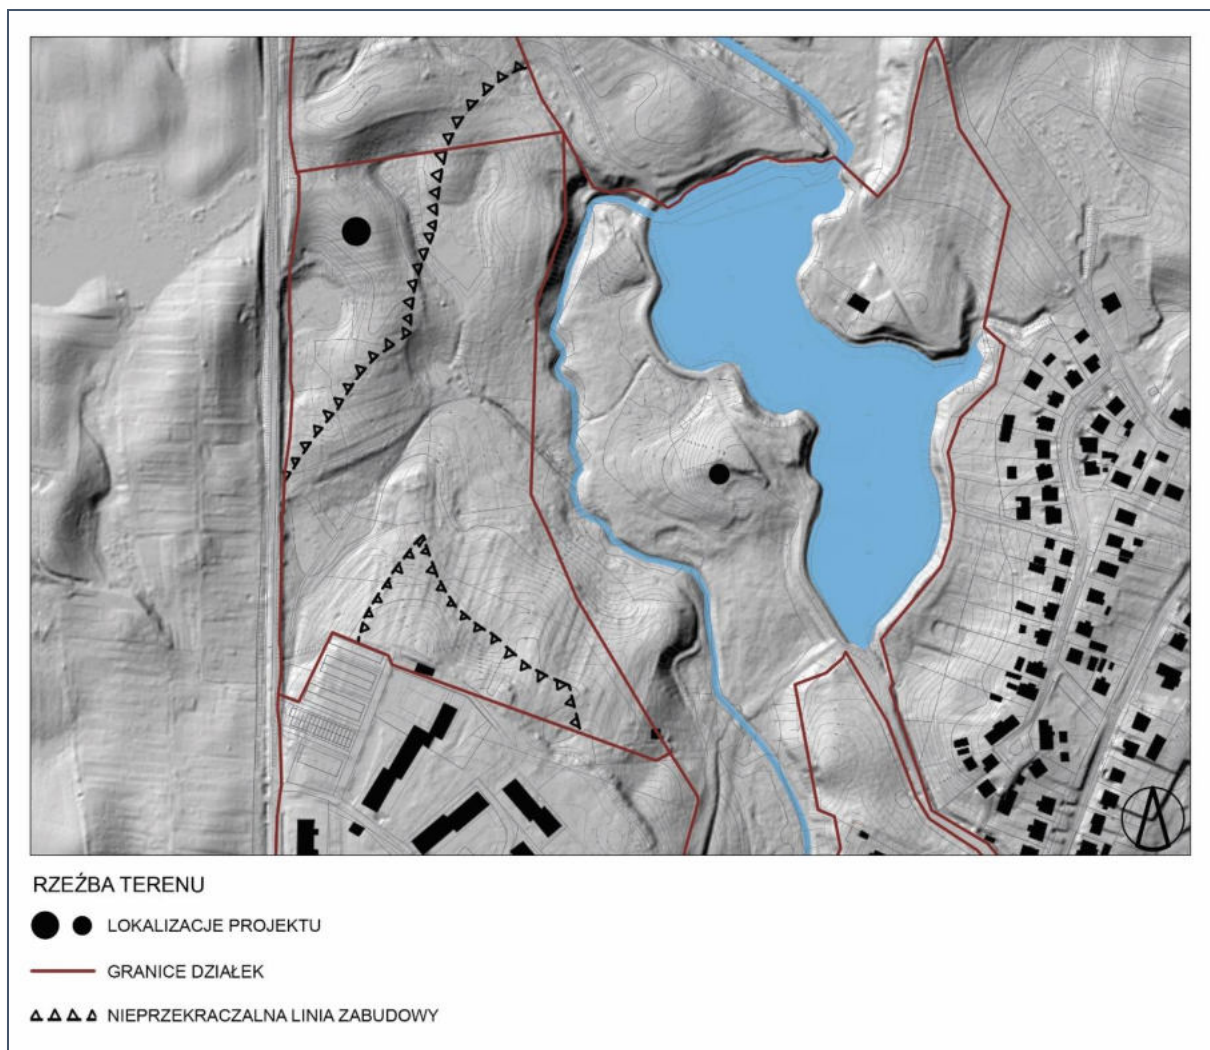 RZEŹBA TERENU
LOKALIZACJE PROJEKTU
GRANICE DZIAŁEK
NIEPRZEKRACZALNA LINIA ZABUDOWY